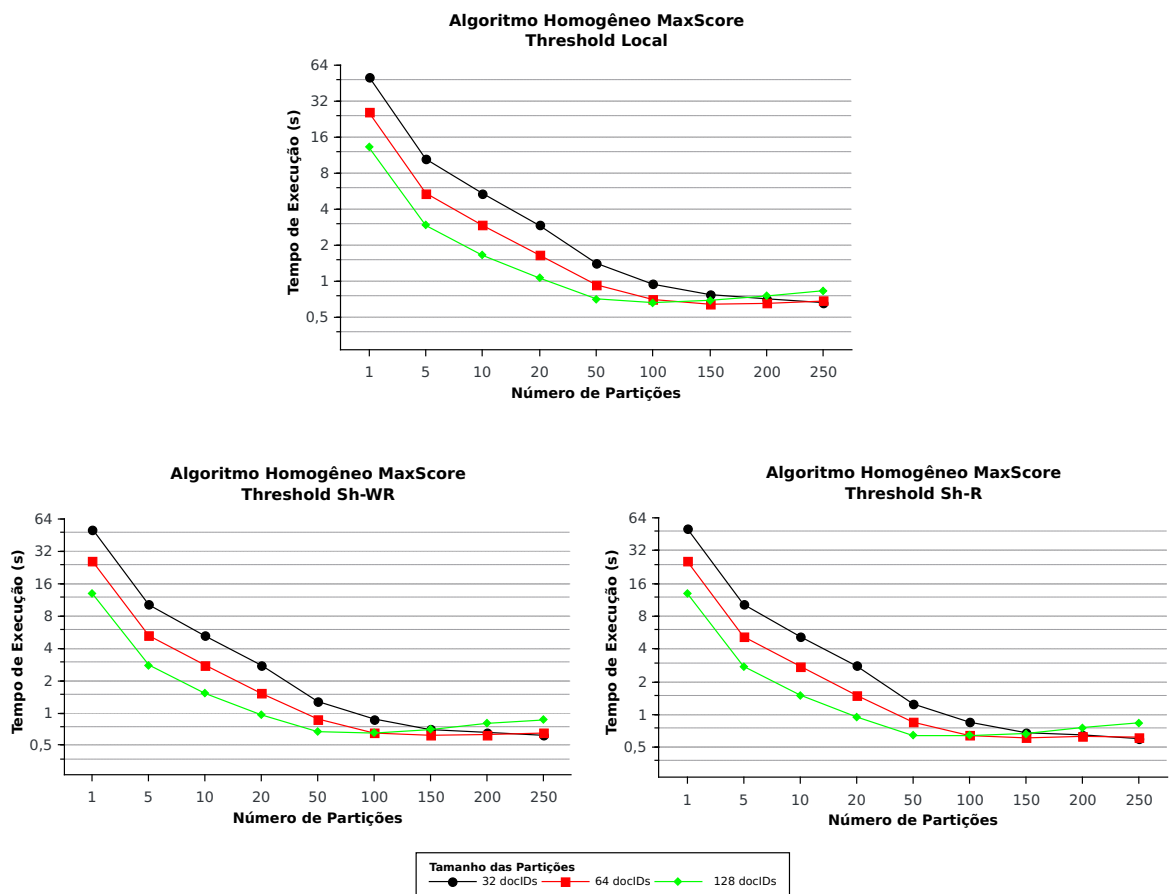 Algoritmo Homogêneo MaxScore
Threshold Local
Tempo de Execução (s)
64
32
16
8
4
2
1
0,5
1 5 10 20 50 100 150 200 250
Número de Partições
Algoritmo Homogêneo MaxScore
Threshold Sh-WR
Tempo de Execução (s)
64
32
16
8
4
2
1
0,5
1 5 10 20 50 100 150 200 250
Número de Partições
Algoritmo Homogêneo MaxScore
Threshold Sh-R
Tempo de Execução (s)
64
32
16
8
4
2
1
0,5
1 5 10 20 50 100 150 200 250
Número de Partições
Tamanho das Partições
32 docIDs 64 docIDs 128 docIDs